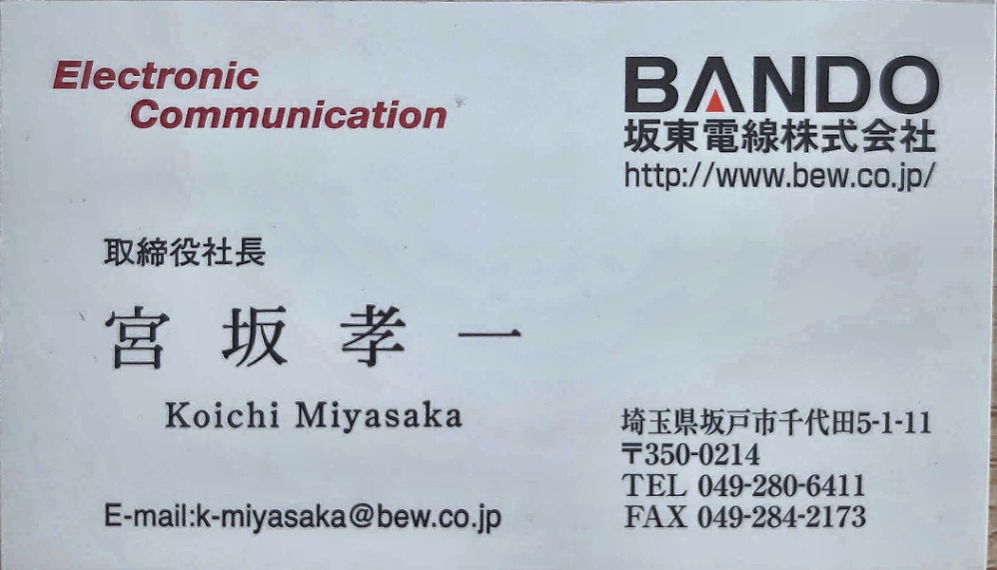 Electronic
Communication
BANDO
坂東電線株式会社
http://www.bew.co.jp/
取締役社長
宮坂孝一
Koichi Miyasaka
E-mail:k-miyasaka@bew.co.jp
埼玉県坂戸市千代田5-1-11
〒350-0214
TEL 049-280-6411
FAX 049-284-2173